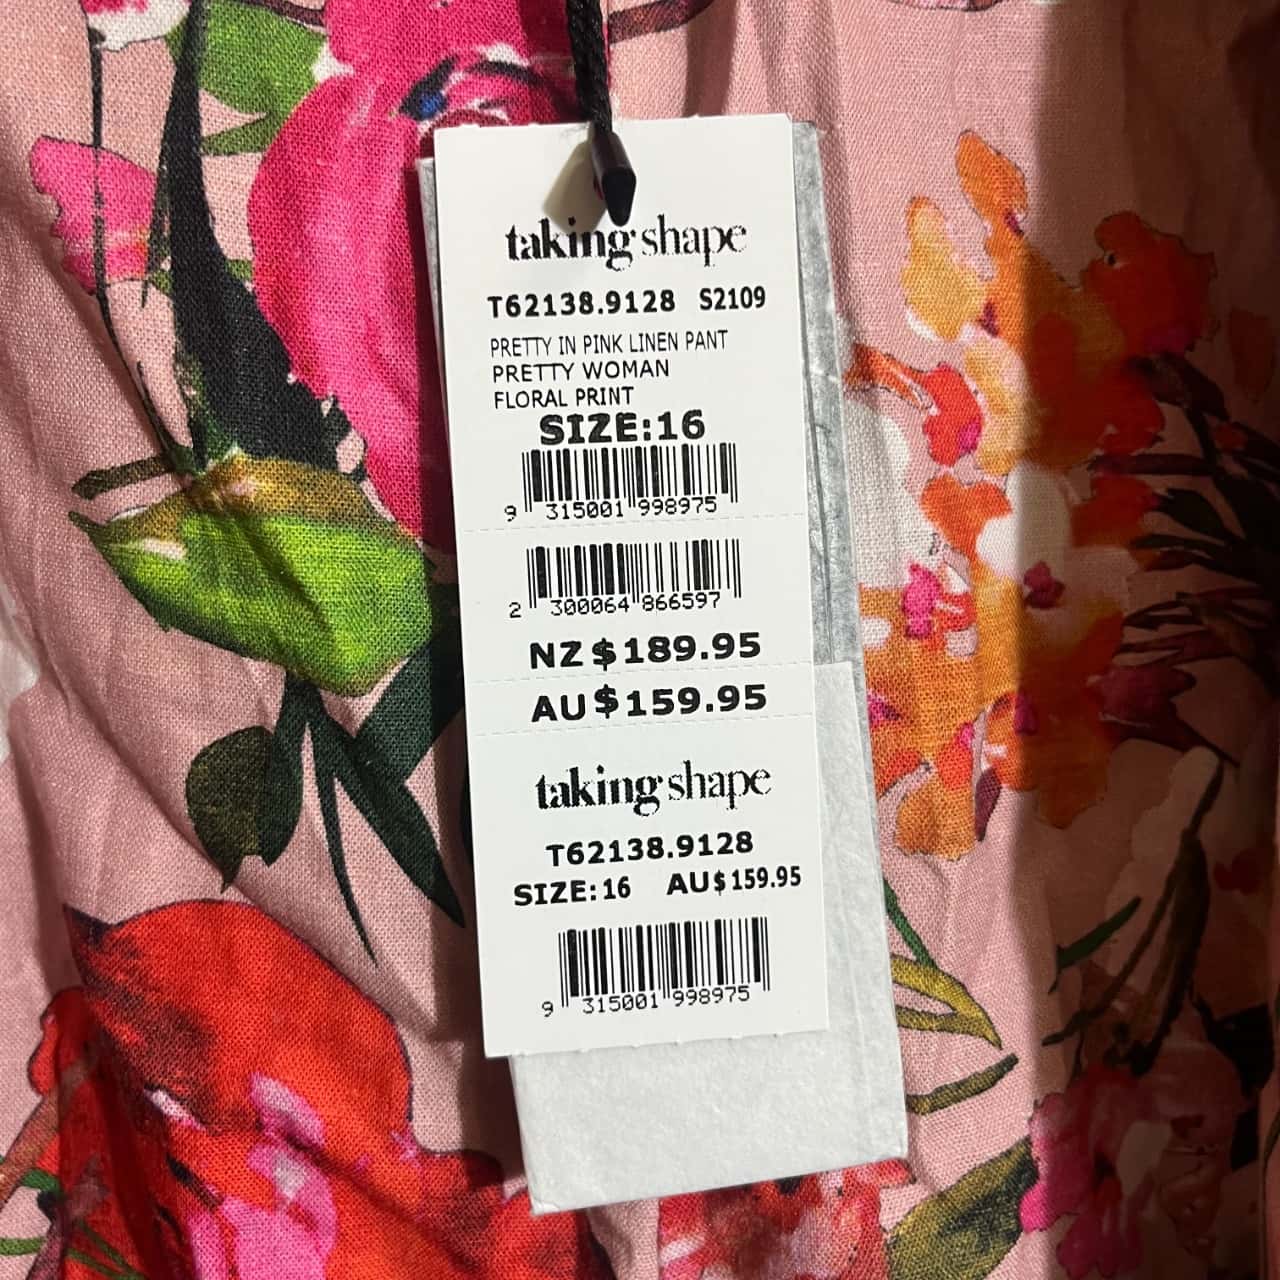 taking shape
T62138.9128 S2109
PRETTY IN PINK LINEN PANT
PRETTY WOMAN
FLORAL PRINT
SIZE:16
9 315001 998975
2 300064 866597
NZ$189.95
AU$159.95
taking shape
T62138.9128
SIZE:16 AU$159.95
9 315001 998975